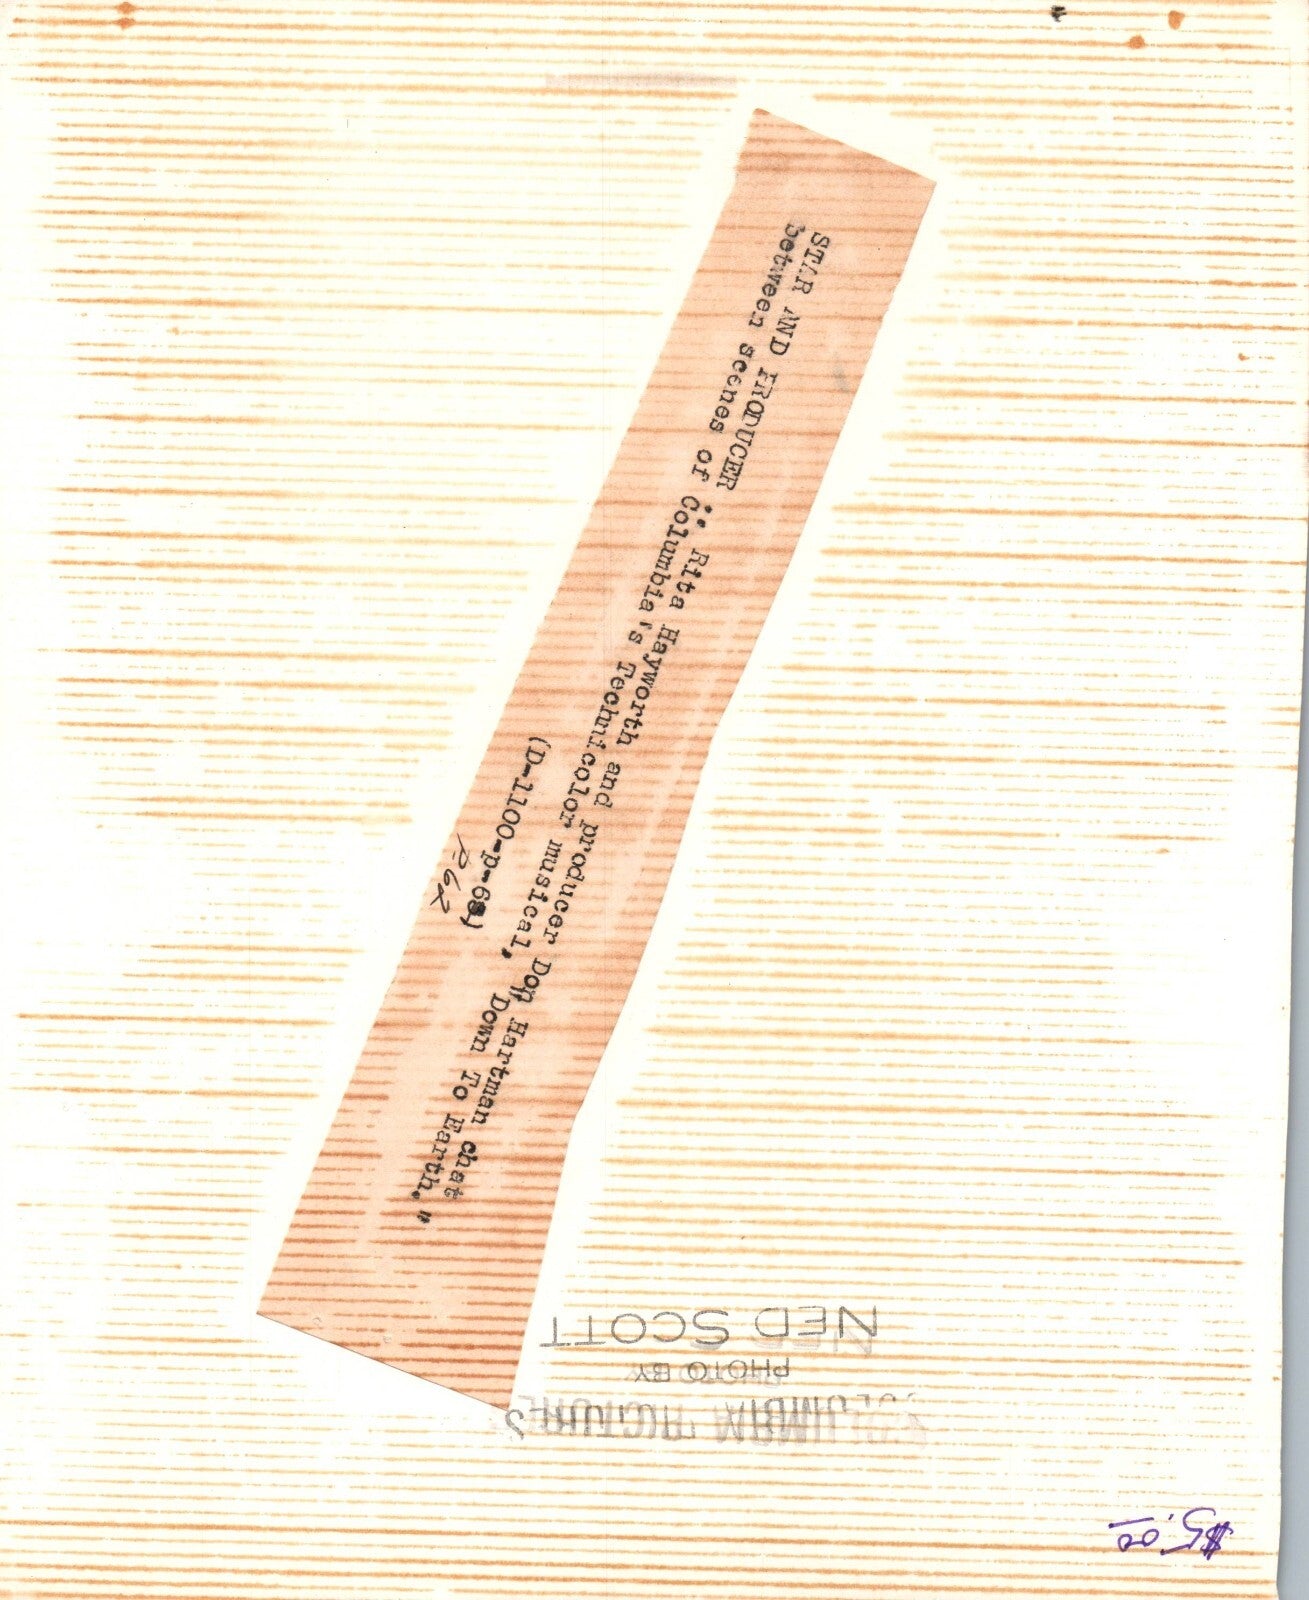 STAR AND PRODUCER : Rita Hayworth and producer Don Hartman chat
between scenes of Columbia's Technicolor musical, "Down To Earth."
(D-1100-p-68)
P-62
COLUMBIA PICTURES
PHOTO BY
NED SCOTT
$5.00